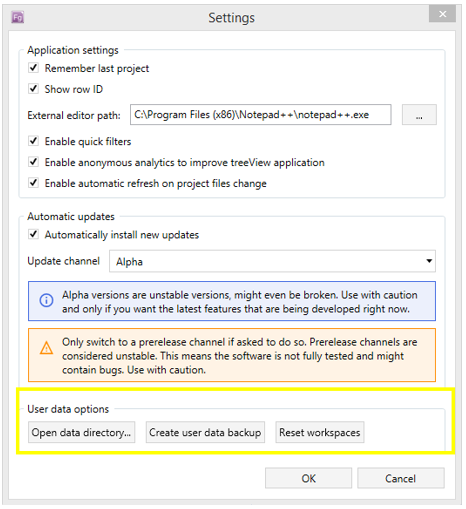 Fo
Settings
Application settings
Remember last project
Show row ID
External editor path: C:\Program Files (x86)\Notepad++\notepad++.exe ...
Enable quick filters
Enable anonymous analytics to improve treeView application
Enable automatic refresh on project files change
Automatic updates
Automatically install new updates
Update channel Alpha
Alpha versions are unstable versions, might even be broken. Use with caution
and only if you want the latest features that are being developed right now.
Only switch to a prerelease channel if asked to do so. Prerelease channels are
considered unstable. This means the software is not fully tested and might
contain bugs. Use with caution.
User data options
Open data directory... Create user data backup Reset workspaces
OK Cancel